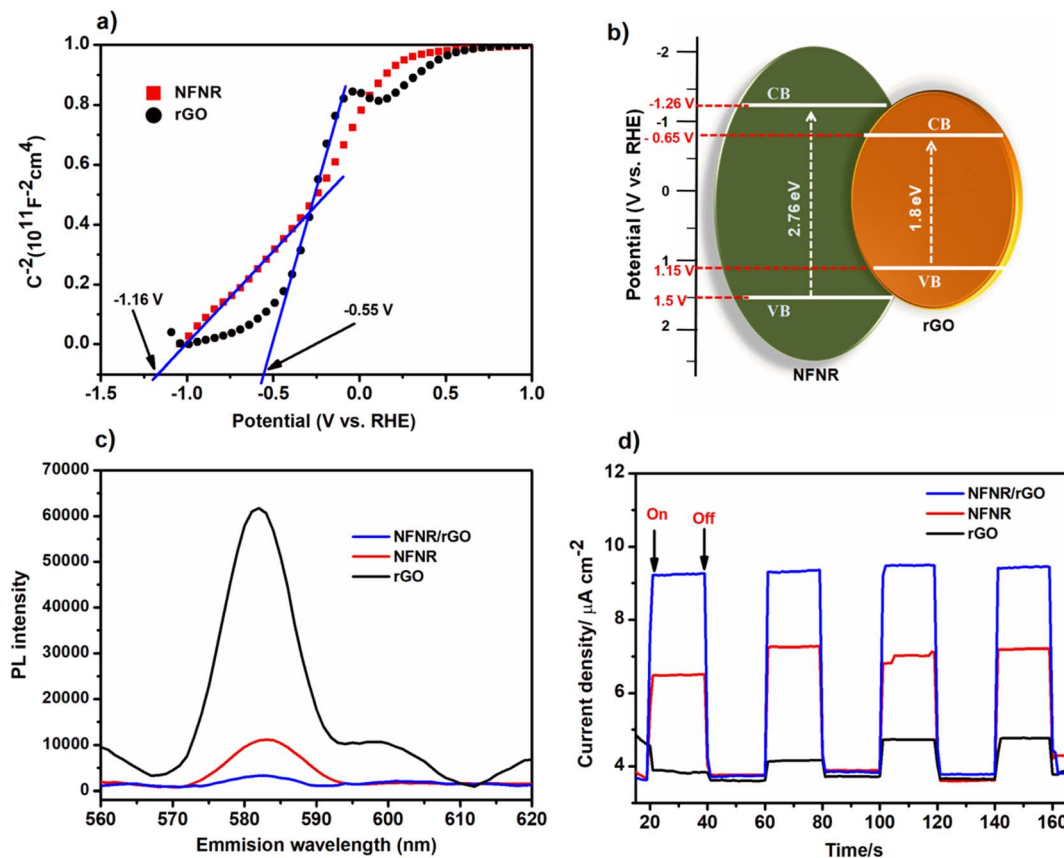 a)
1.0
0.8
0.6
0.4
0.2
0.0
C⁻²(10¹¹F⁻²cm⁴)
NFNR
rGO
-1.16 V
-0.55 V
-1.5
-1.0
-0.5
0.0
0.5
1.0
Potential (V vs. RHE)
b)
Potential (V vs. RHE)
-2
-1
0
1
2
-1.26 V
- 0.65 V
1.15 V
1.5 V
CB
2.76 eV
VB
NFNR
CB
1.8 eV
VB
rGO
c)
70000
60000
50000
40000
30000
20000
10000
0
PL intensity
NFNR/rGO
NFNR
rGO
560
570
580
590
600
610
620
Emmision wavelength (nm)
d)
12
10
8
6
4
Current density/ µA cm⁻²
On
Off
NFNR/rGO
NFNR
rGO
20
40
60
80
100
120
140
160
Time/s